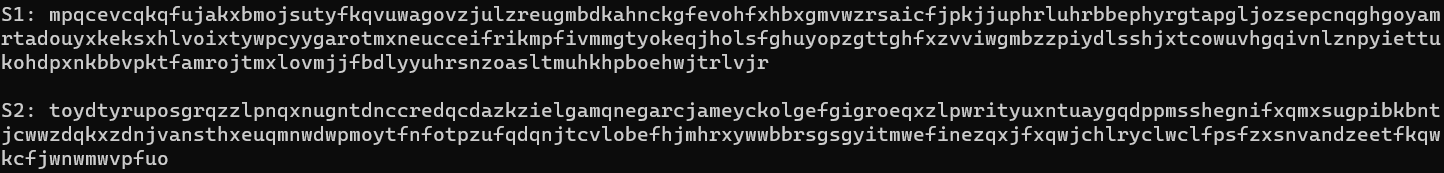 S1: mpqcevcqkqfujakxbmojsutyfkqvuwagovzjulzreugmbdkahnckgfevohfxhbxgmvwzrsaicfjpkjjuphrluhrbbephyrgtapgljozsepcnqghgoyam
rtadouyxkeksxhlvoixtywpcyygarotmxneucceifrikmpfivmmgtyokeqjholsfghuyopzgttghfxzvviwgmbzzpiydlsshjxtcowuvhgqivnlznpyiettu
kohdpxnkbbvpktfamrojtmxlovmjjfbdlyyuhrsnzoasltmuhkhpboehwjtrlvjr
S2: toydtyruposgrqzzlpnqxnugntdnccredqcdazkzielgamqnegarcjameyckolgefgigroeqxzlpwrityuxntuaygqdppmsshegnifxqmxsugpibkbnt
jcwwzdqkxzdnjvansthxeuqmnwdwpmoytfnfotpzufqdqnjtcvlobefhjmhrxywwbbrsgsgyitmwefinezqxjfxqwjchlryclwclfpsfzxsnvandzeetfkqw
kcfjwnwmwvpfuo